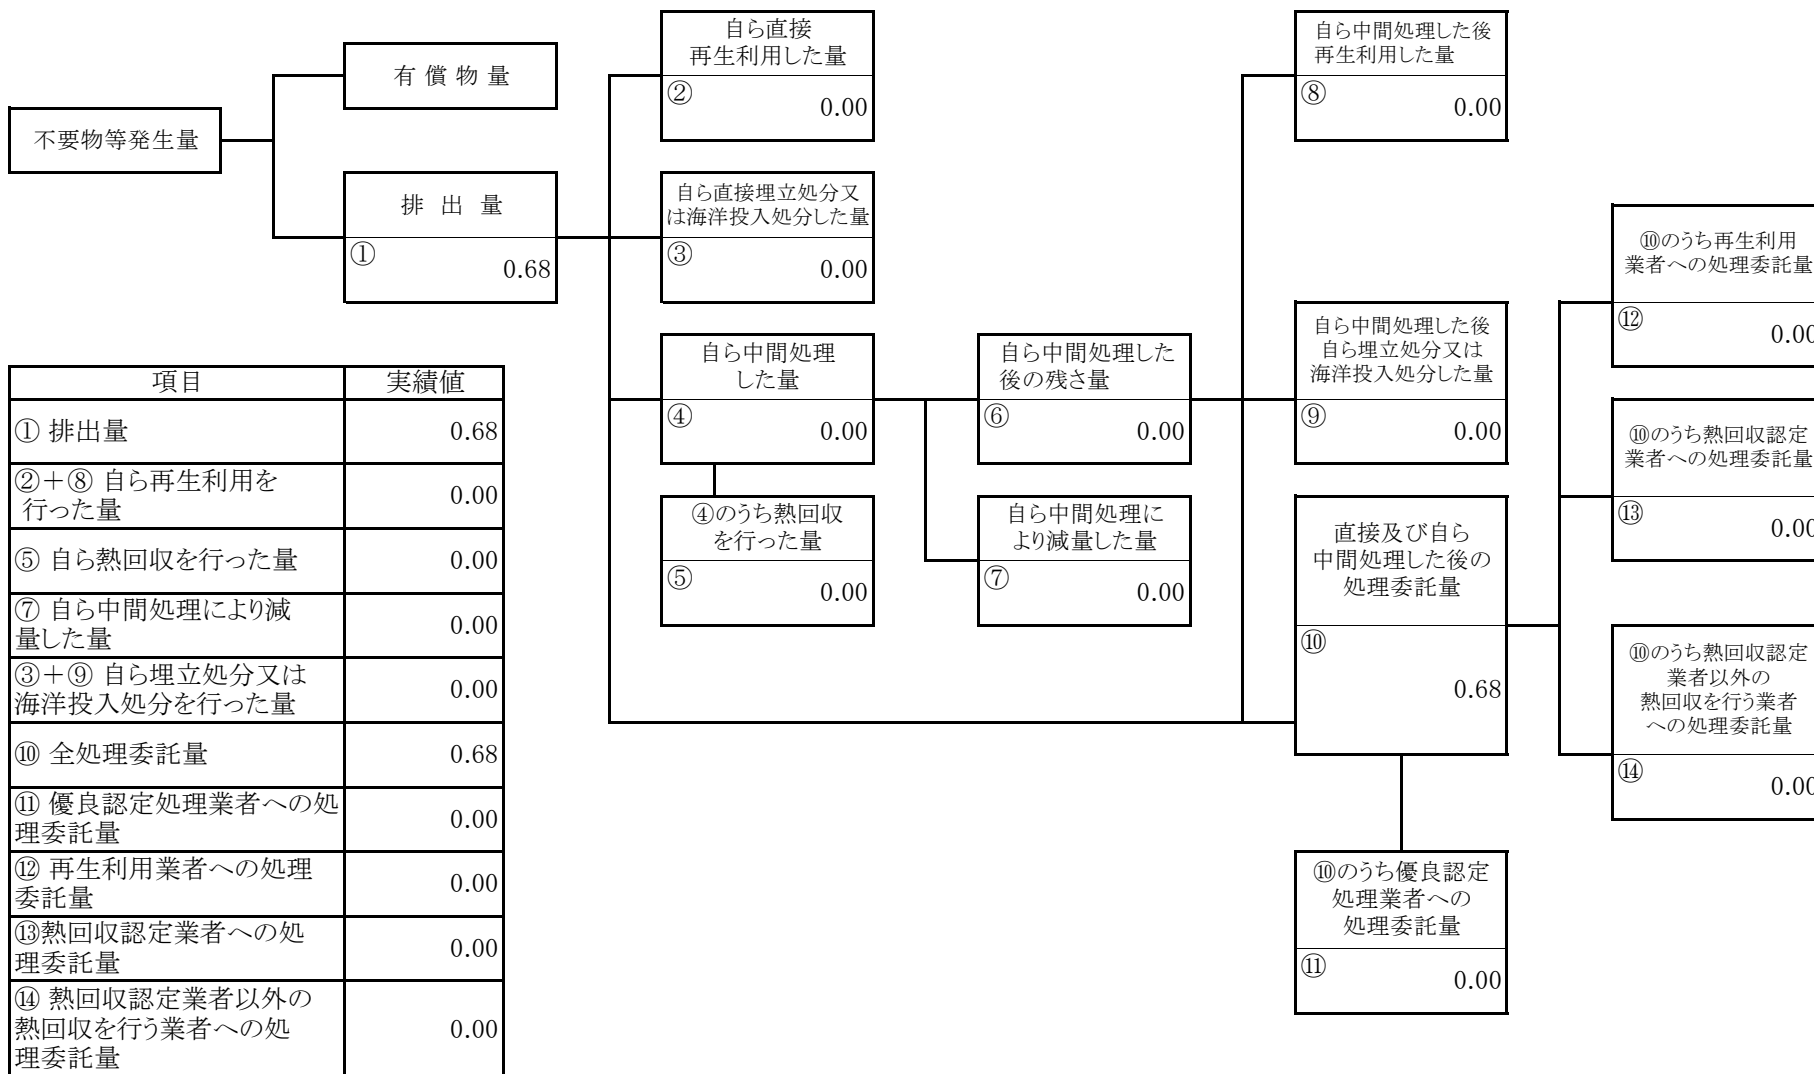 不要物等発生量
有償物量
排出量
①
0.68
自ら直接
再生利用した量
②
0.00
自ら直接埋立処分又
は海洋投入処分した量
③
0.00
自ら中間処理
した量
④
0.00
④のうち熱回収
を行った量
⑤
0.00
自ら中間処理した
後の残さ量
⑥
0.00
自ら中間処理に
より減量した量
⑦
0.00
自ら中間処理した後
再生利用した量
⑧
0.00
自ら中間処理した後
自ら埋立処分又は
海洋投入処分した量
⑨
0.00
直接及び自ら
中間処理した後の
処理委託量
⑩
0.68
⑩のうち優良認定
処理業者への
処理委託量
⑪
0.00
⑩のうち再生利用
業者への処理委託量
⑫
0.00
⑩のうち熱回収認定
業者への処理委託量
⑬
0.00
⑩のうち熱回収認定
業者以外の
熱回収を行う業者
への処理委託量
⑭
0.00
項目 実績値
① 排出量 0.68
②+⑧ 自ら再生利用を
行った量 0.00
⑤ 自ら熱回収を行った量 0.00
⑦ 自ら中間処理により減
量した量 0.00
③+⑨ 自ら埋立処分又は
海洋投入処分を行った量 0.00
⑩ 全処理委託量 0.68
⑪ 優良認定処理業者への処
理委託量 0.00
⑫ 再生利用業者への処理
委託量 0.00
⑬熱回収認定業者への処
理委託量 0.00
⑭ 熱回収認定業者以外の
熱回収を行う業者への処
理委託量 0.00